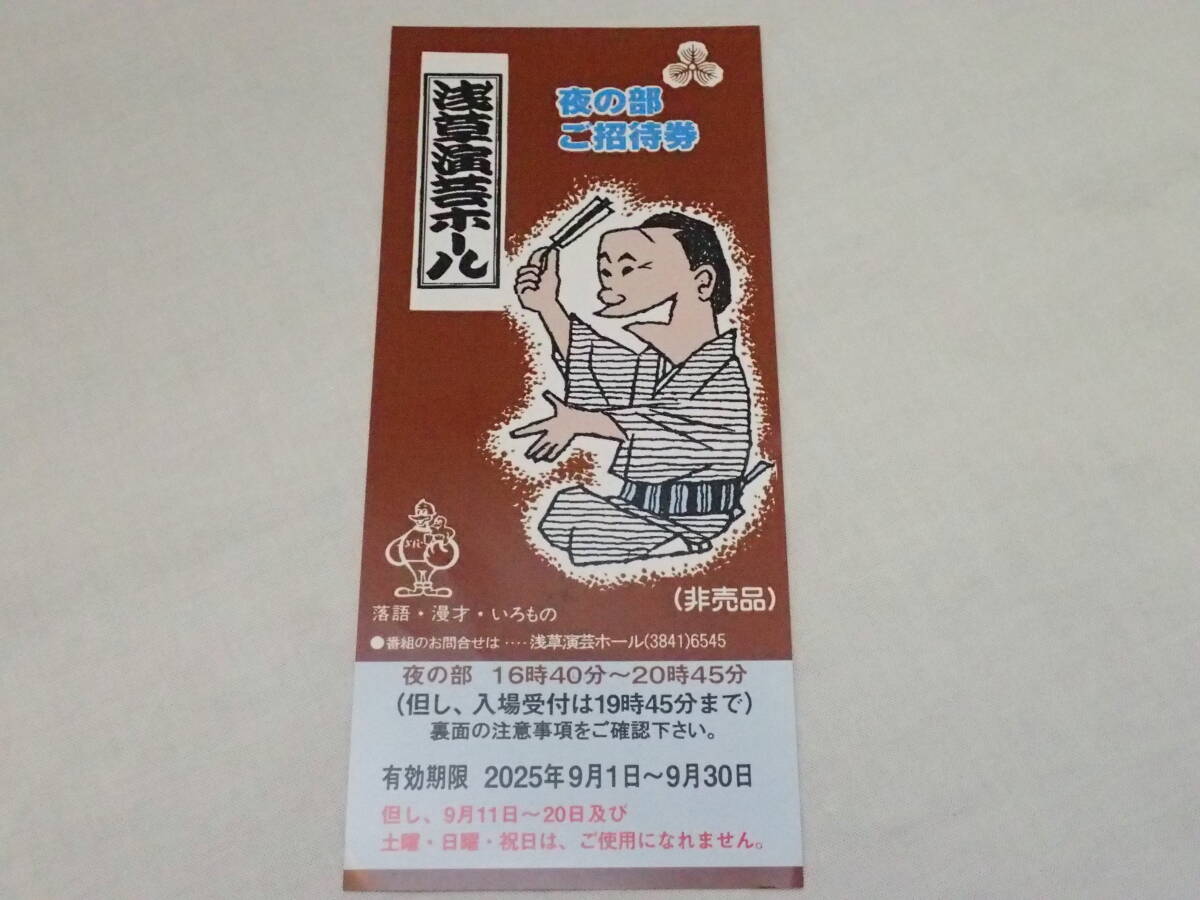 浅草演芸ホール
夜の部
ご招待券
(非売品)
落語・漫才・いろもの
●番組のお問合せは‥‥浅草演芸ホール(3841)6545
夜の部 16時40分〜20時45分
(但し、入場受付は19時45分まで)
裏面の注意事項をご確認下さい。
有効期限 2025年9月1日〜9月30日
但し、9月11日〜20日及び
土曜・日曜・祝日は、ご使用になれません。